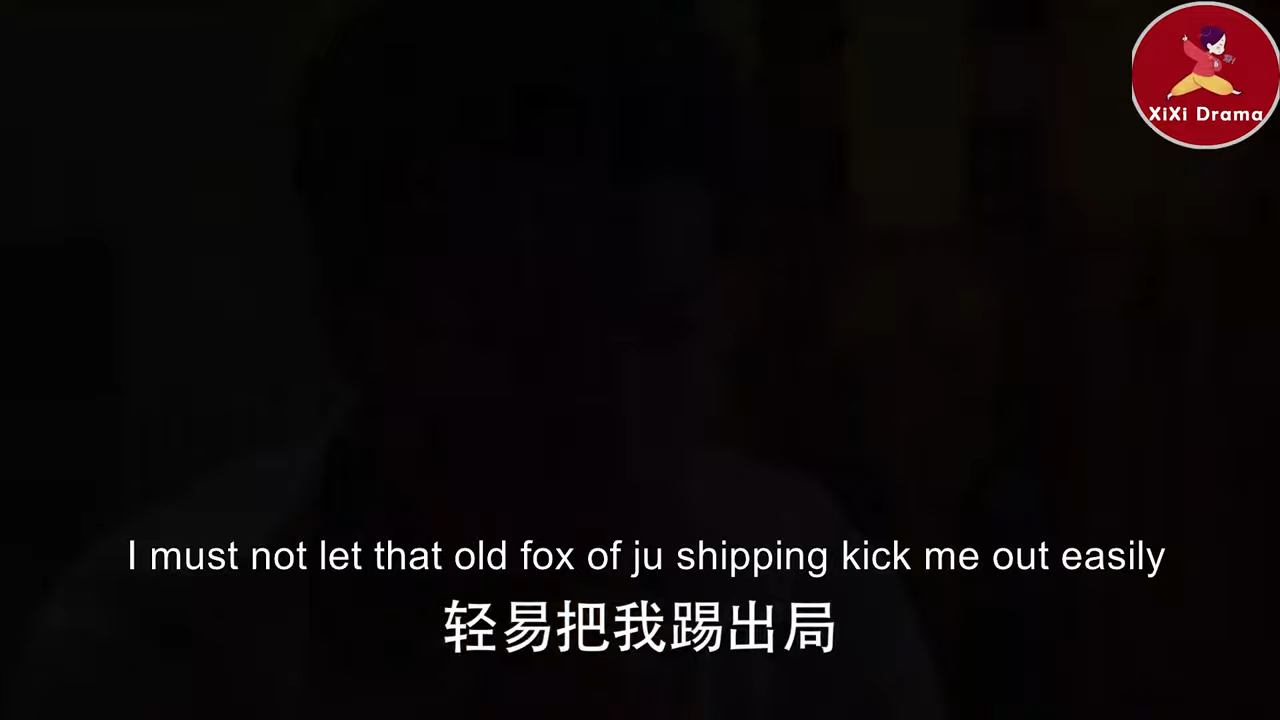 XiXi Drama
I must not let that old fox of ju shipping kick me out easily
轻易把我踢出局